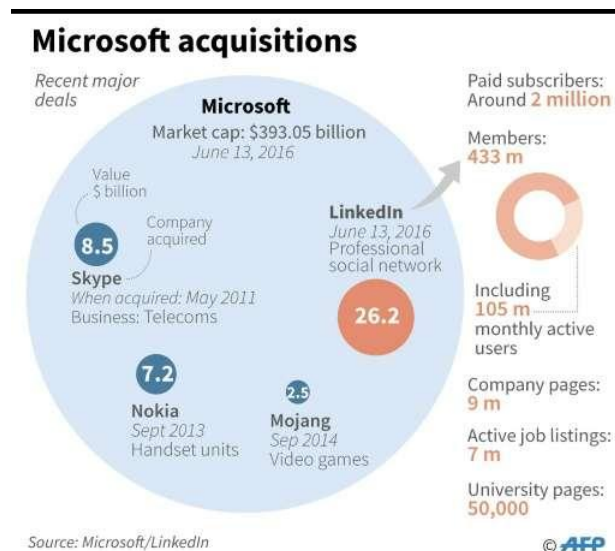 Microsoft acquisitions
Recent major
deals
Microsoft
Market cap: $393.05 billion
June 13, 2016
Value
$ billion
Company
acquired
8.5
Skype
When acquired: May 2011
Business: Telecoms
LinkedIn
June 13, 2016
Professional
social network
26.2
7.2
Nokia
Sept 2013
Handset units
2.5
Mojang
Sep 2014
Video games
Paid subscribers:
Around 2 million
Members:
433 m
Including
105 m
monthly active
users
Company pages:
9 m
Active job listings:
7 m
University pages:
50,000
Source: Microsoft/LinkedIn
© AFP